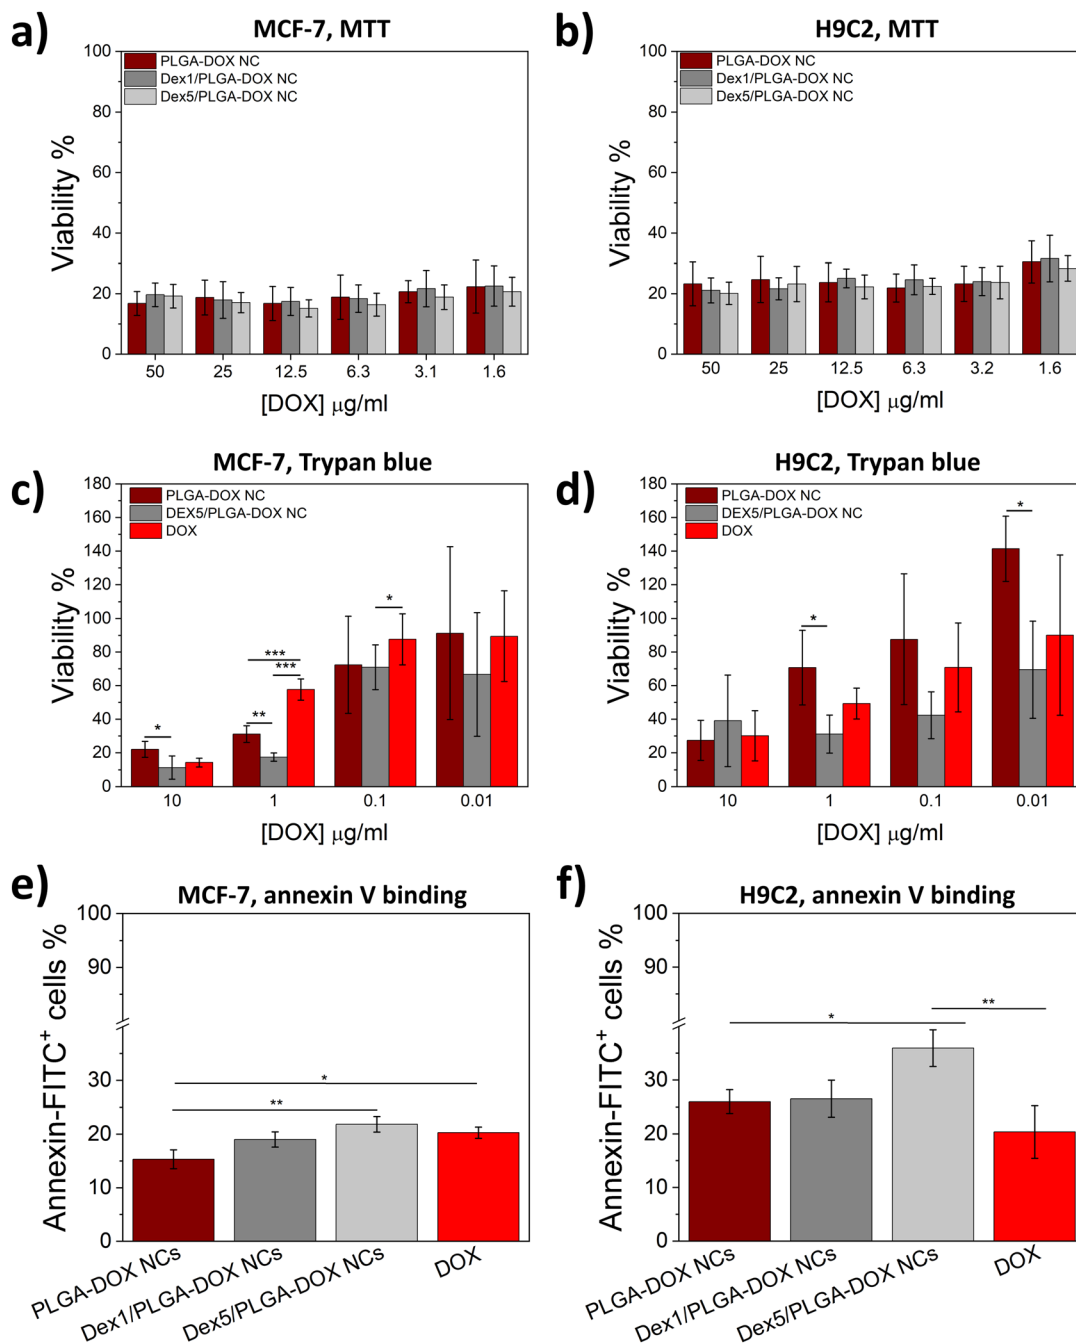 a)
MCF-7, MTT
100
80
60
40
20
0
Viability %
PLGA-DOX NC
Dex1/PLGA-DOX NC
Dex5/PLGA-DOX NC
50 25 12.5 6.3 3.1 1.6
[DOX] μg/ml
b)
H9C2, MTT
100
80
60
40
20
0
Viability %
PLGA-DOX NC
Dex1/PLGA-DOX NC
Dex5/PLGA-DOX NC
50 25 12.5 6.3 3.2 1.6
[DOX] μg/ml
c)
MCF-7, Trypan blue
180
160
140
120
100
80
60
40
20
0
Viability %
PLGA-DOX NC
DEX5/PLGA-DOX NC
DOX
*
***
***
**
*
10 1 0.1 0.01
[DOX] μg/ml
d)
H9C2, Trypan blue
180
160
140
120
100
80
60
40
20
0
Viability %
PLGA-DOX NC
DEX5/PLGA-DOX NC
DOX
*
*
10 1 0.1 0.01
[DOX] μg/ml
e)
MCF-7, annexin V binding
100
90
30
20
10
0
Annexin-FITC+ cells %
*
**
PLGA-DOX NCs
Dex1/PLGA-DOX NCs
Dex5/PLGA-DOX NCs
DOX
f)
H9C2, annexin V binding
100
90
30
20
10
0
Annexin-FITC+ cells %
**
*
PLGA-DOX NCs
Dex1/PLGA-DOX NCs
Dex5/PLGA-DOX NCs
DOX